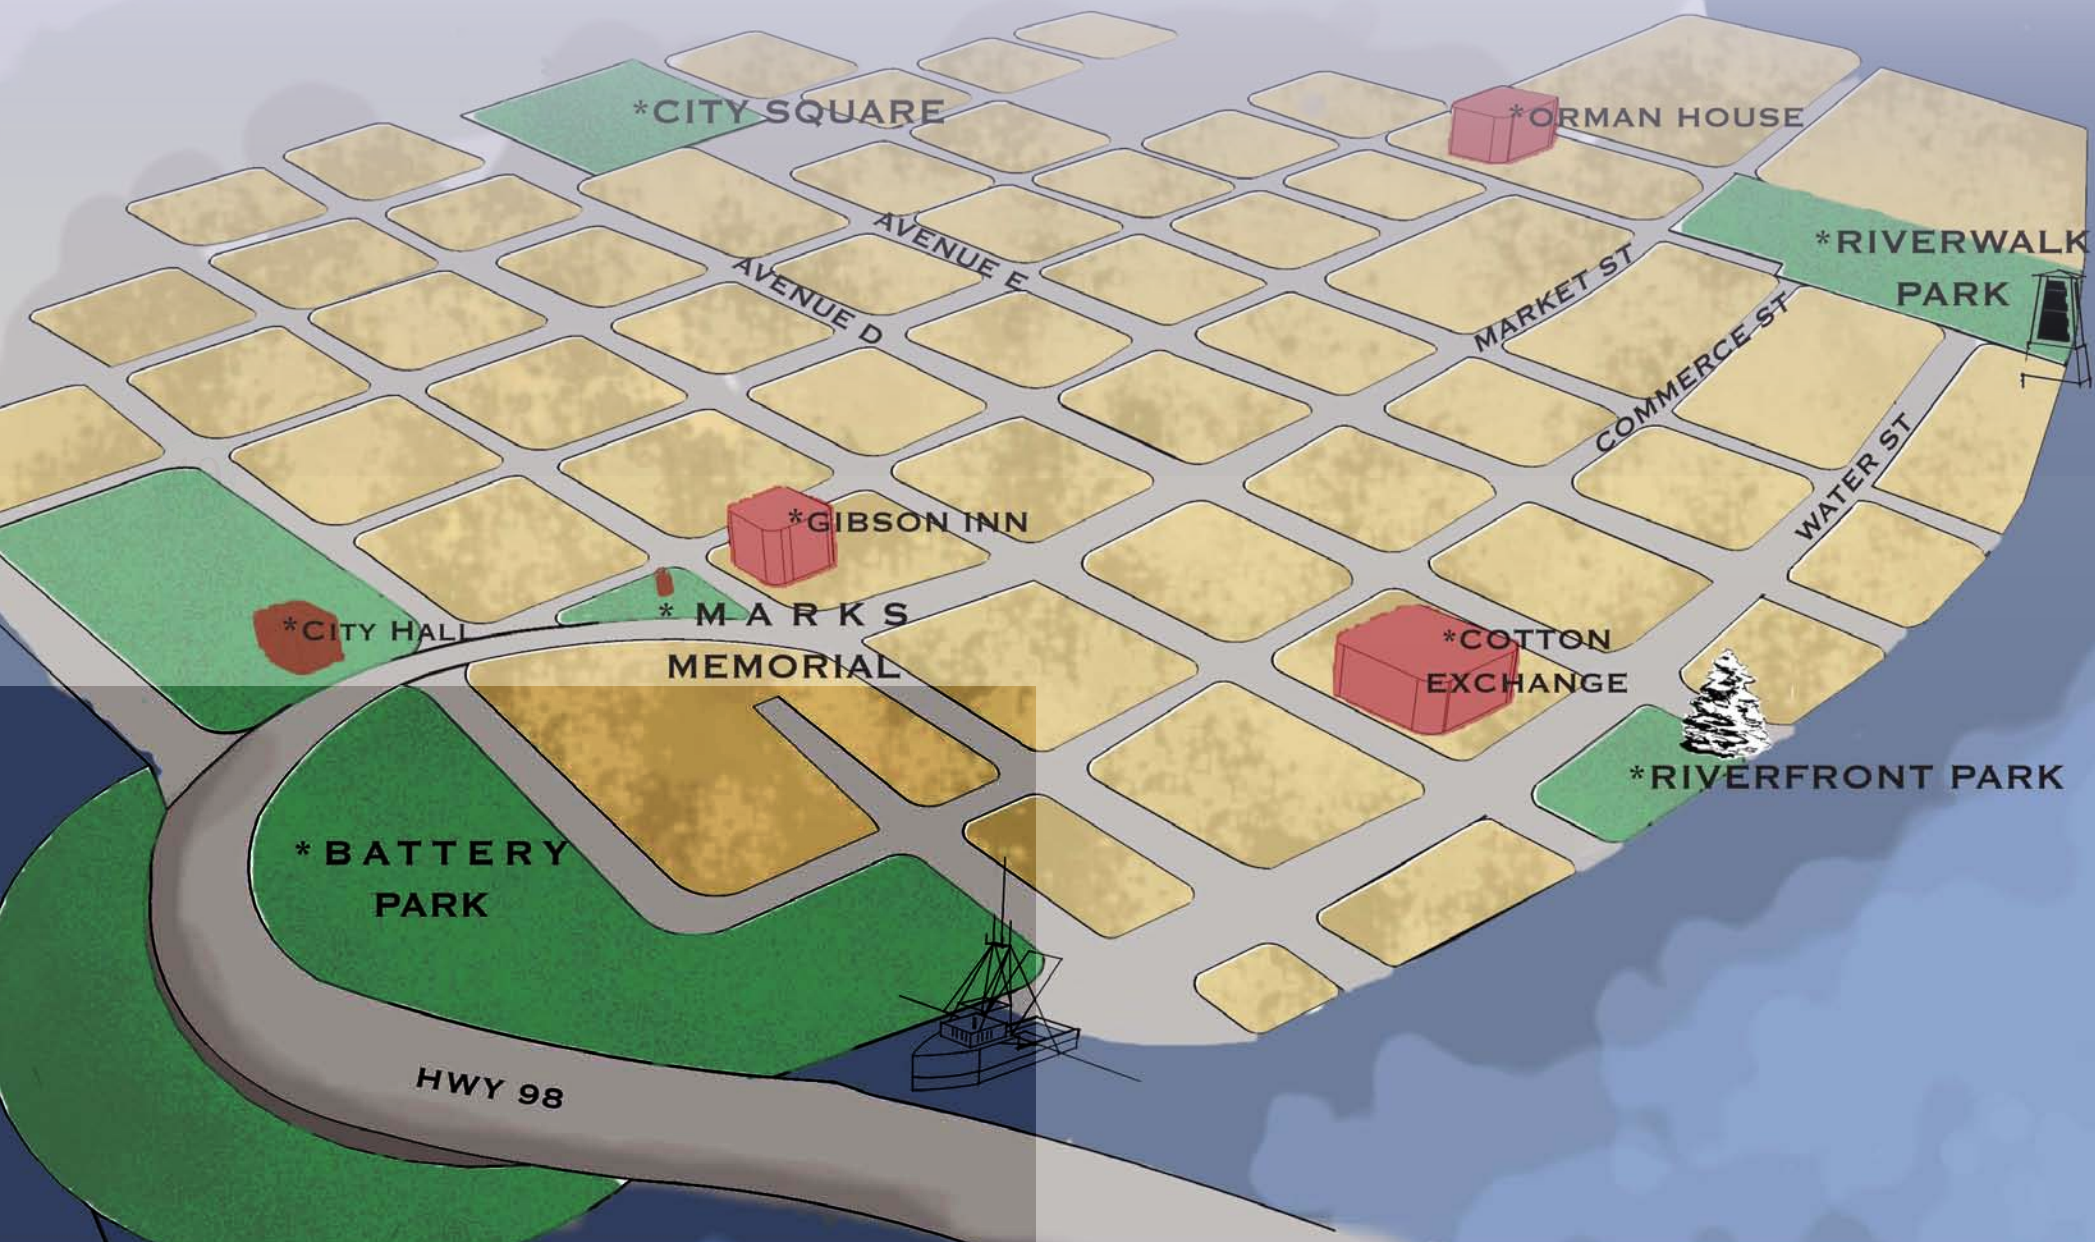 *CITY SQUARE
*ORMAN HOUSE
AVENUE E
AVENUE D
MARKET ST
*RIVERWALK
PARK
COMMERCE ST
WATER ST
*GIBSON INN
*CITY HALL
* MARKS
MEMORIAL
*COTTON
EXCHANGE
*RIVERFRONT PARK
* BATTERY
PARK
HWY 98